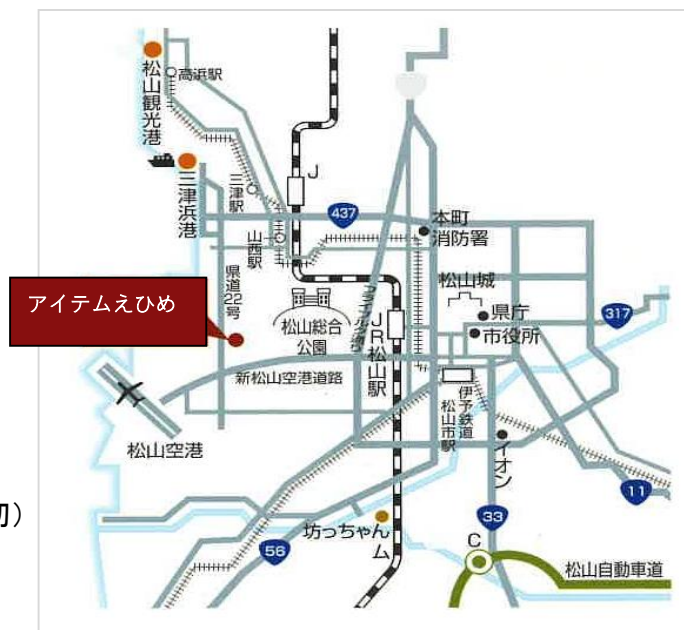 松山観光港
高浜駅
三津浜港
三津駅
J
437
本町
消防署
山西駅
県道22号
アイテムえひめ
松山総合
公園
JR松山駅
松山城
県庁
市役所
317
新松山空港道路
伊予鉄道
松山市駅
松山空港
イオン
11
切）
坊っちゃん
ム
33
56
C
松山自動車道